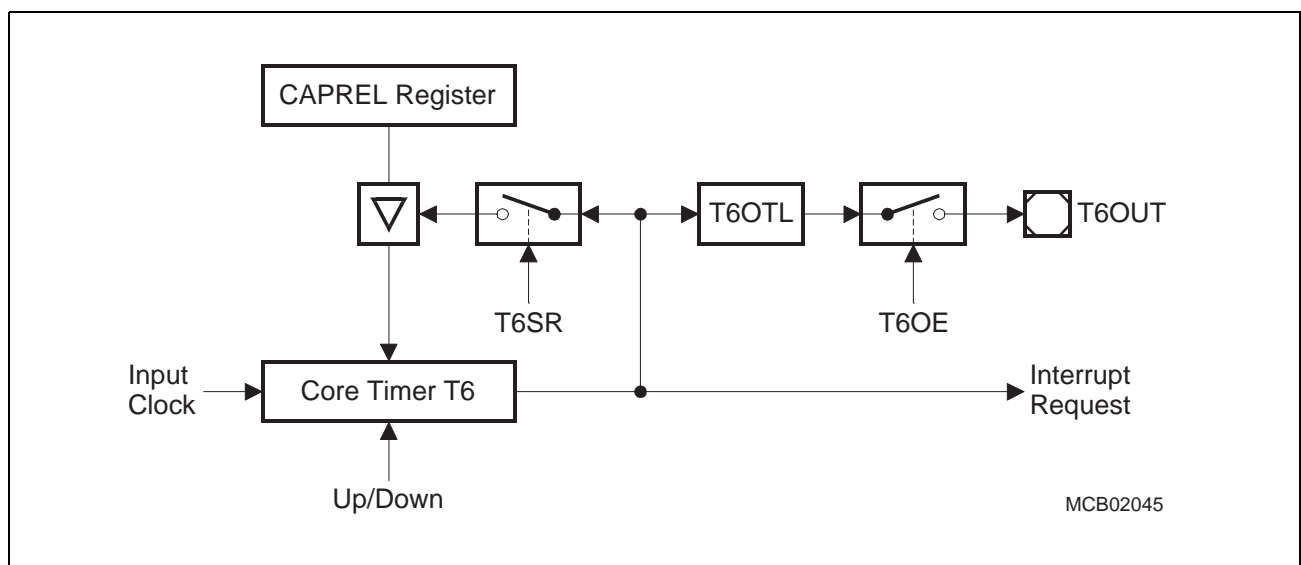 CAPREL Register
T6OTL
T6OUT
T6SR
T6OE
Input
Clock
Core Timer T6
Interrupt
Request
Up/Down
MCB02045